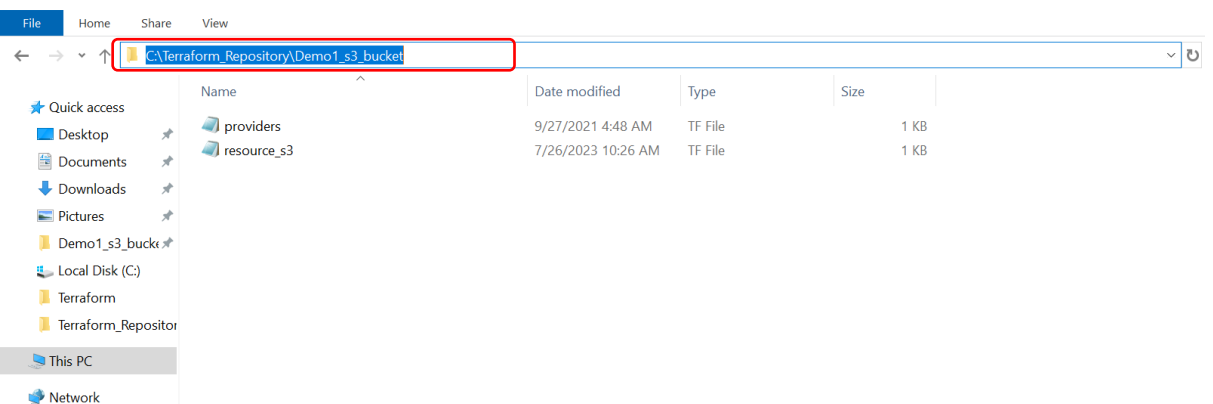 File Home Share View
C:\Terraform_Repository\Demo1_s3_bucket
Name Date modified Type Size
Quick access
providers 9/27/2021 4:48 AM TF File 1 KB
Desktop
resource_s3 7/26/2023 10:26 AM TF File 1 KB
Documents
Downloads
Pictures
Demo1_s3_bucke
Local Disk (C:)
Terraform
Terraform_Repositor
This PC
Network